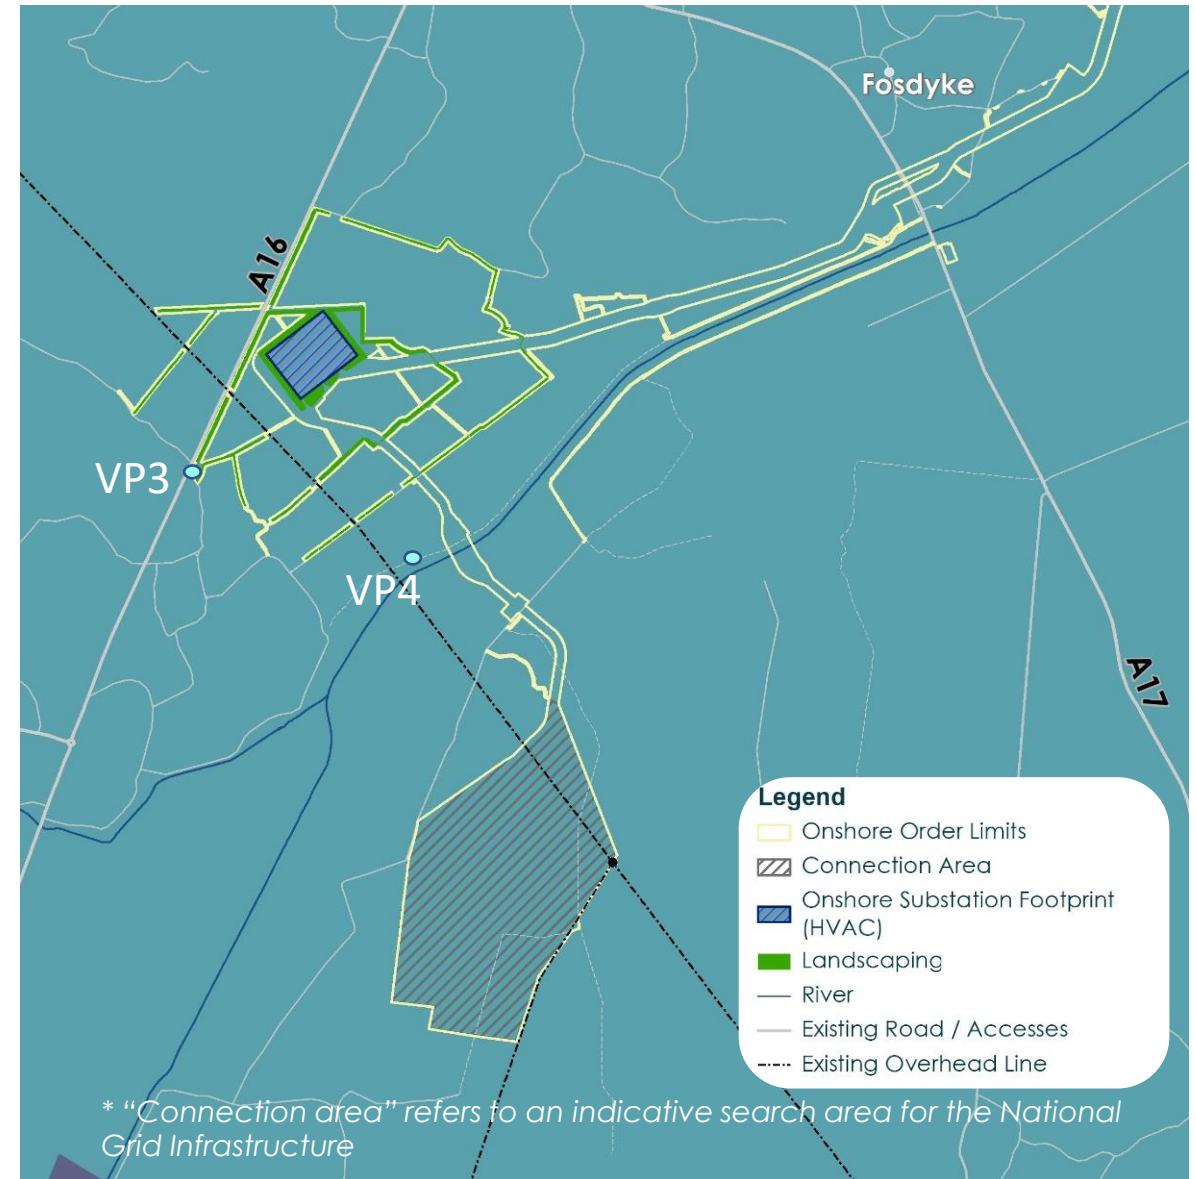 Fosdyke
A16
VP3
VP4
A17
Legend
Onshore Order Limits
Connection Area
Onshore Substation Footprint
(HVAC)
Landscaping
River
Existing Road / Accesses
Existing Overhead Line
* “Connection area” refers to an indicative search area for the National
Grid Infrastructure